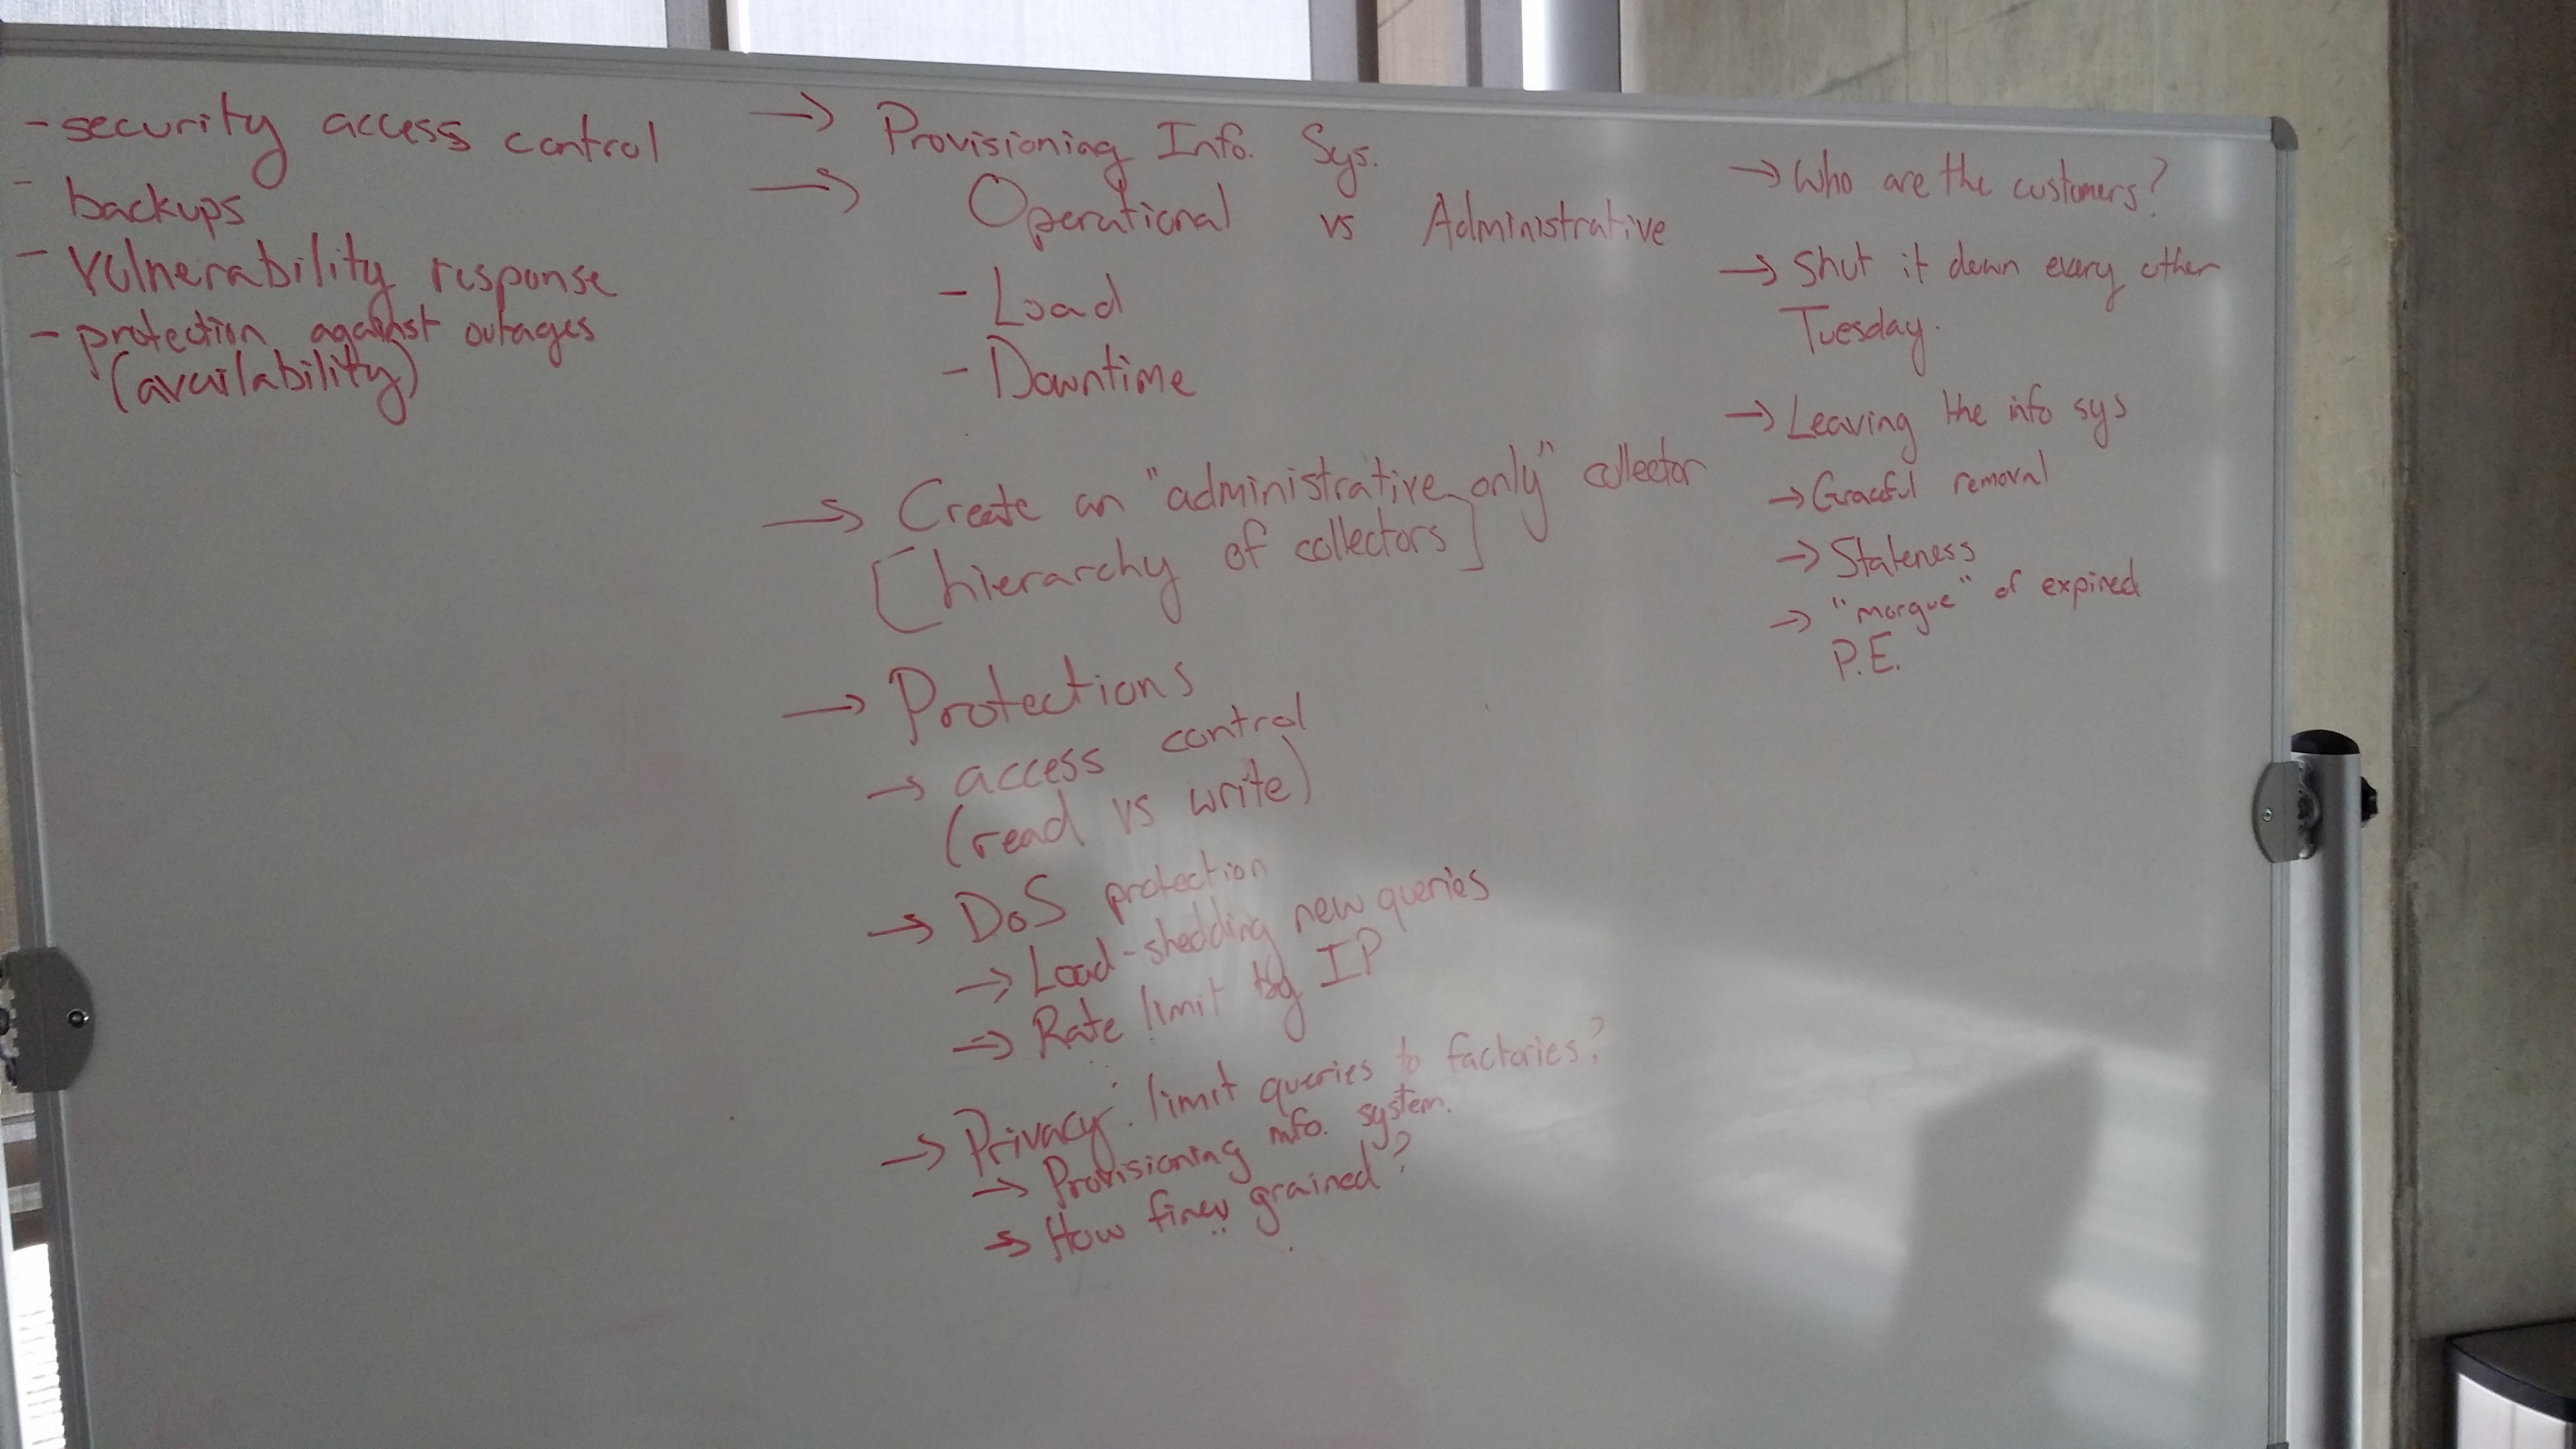 - security access control
- backups
- vulnerability response
- protection against outages
(availability)
→ Provisioning Info. Sys.
→ Operational vs Administrative
- Load
- Downtime
→ Create an "administrative only" collector
[hierarchy of collectors]
→ Protections
→ access control
(read vs write)
→ DoS protection
→ Load-shedding new queries
→ Rate limit by IP
→ Privacy: limit queries to factories?
→ Provisioning info. system.
→ How finely grained?
→ Who are the customers?
→ Shut it down every other
Tuesday.
→ Leaving the info sys
→ Graceful removal
→ Staleness
→ "morgue" of expired
P.E.